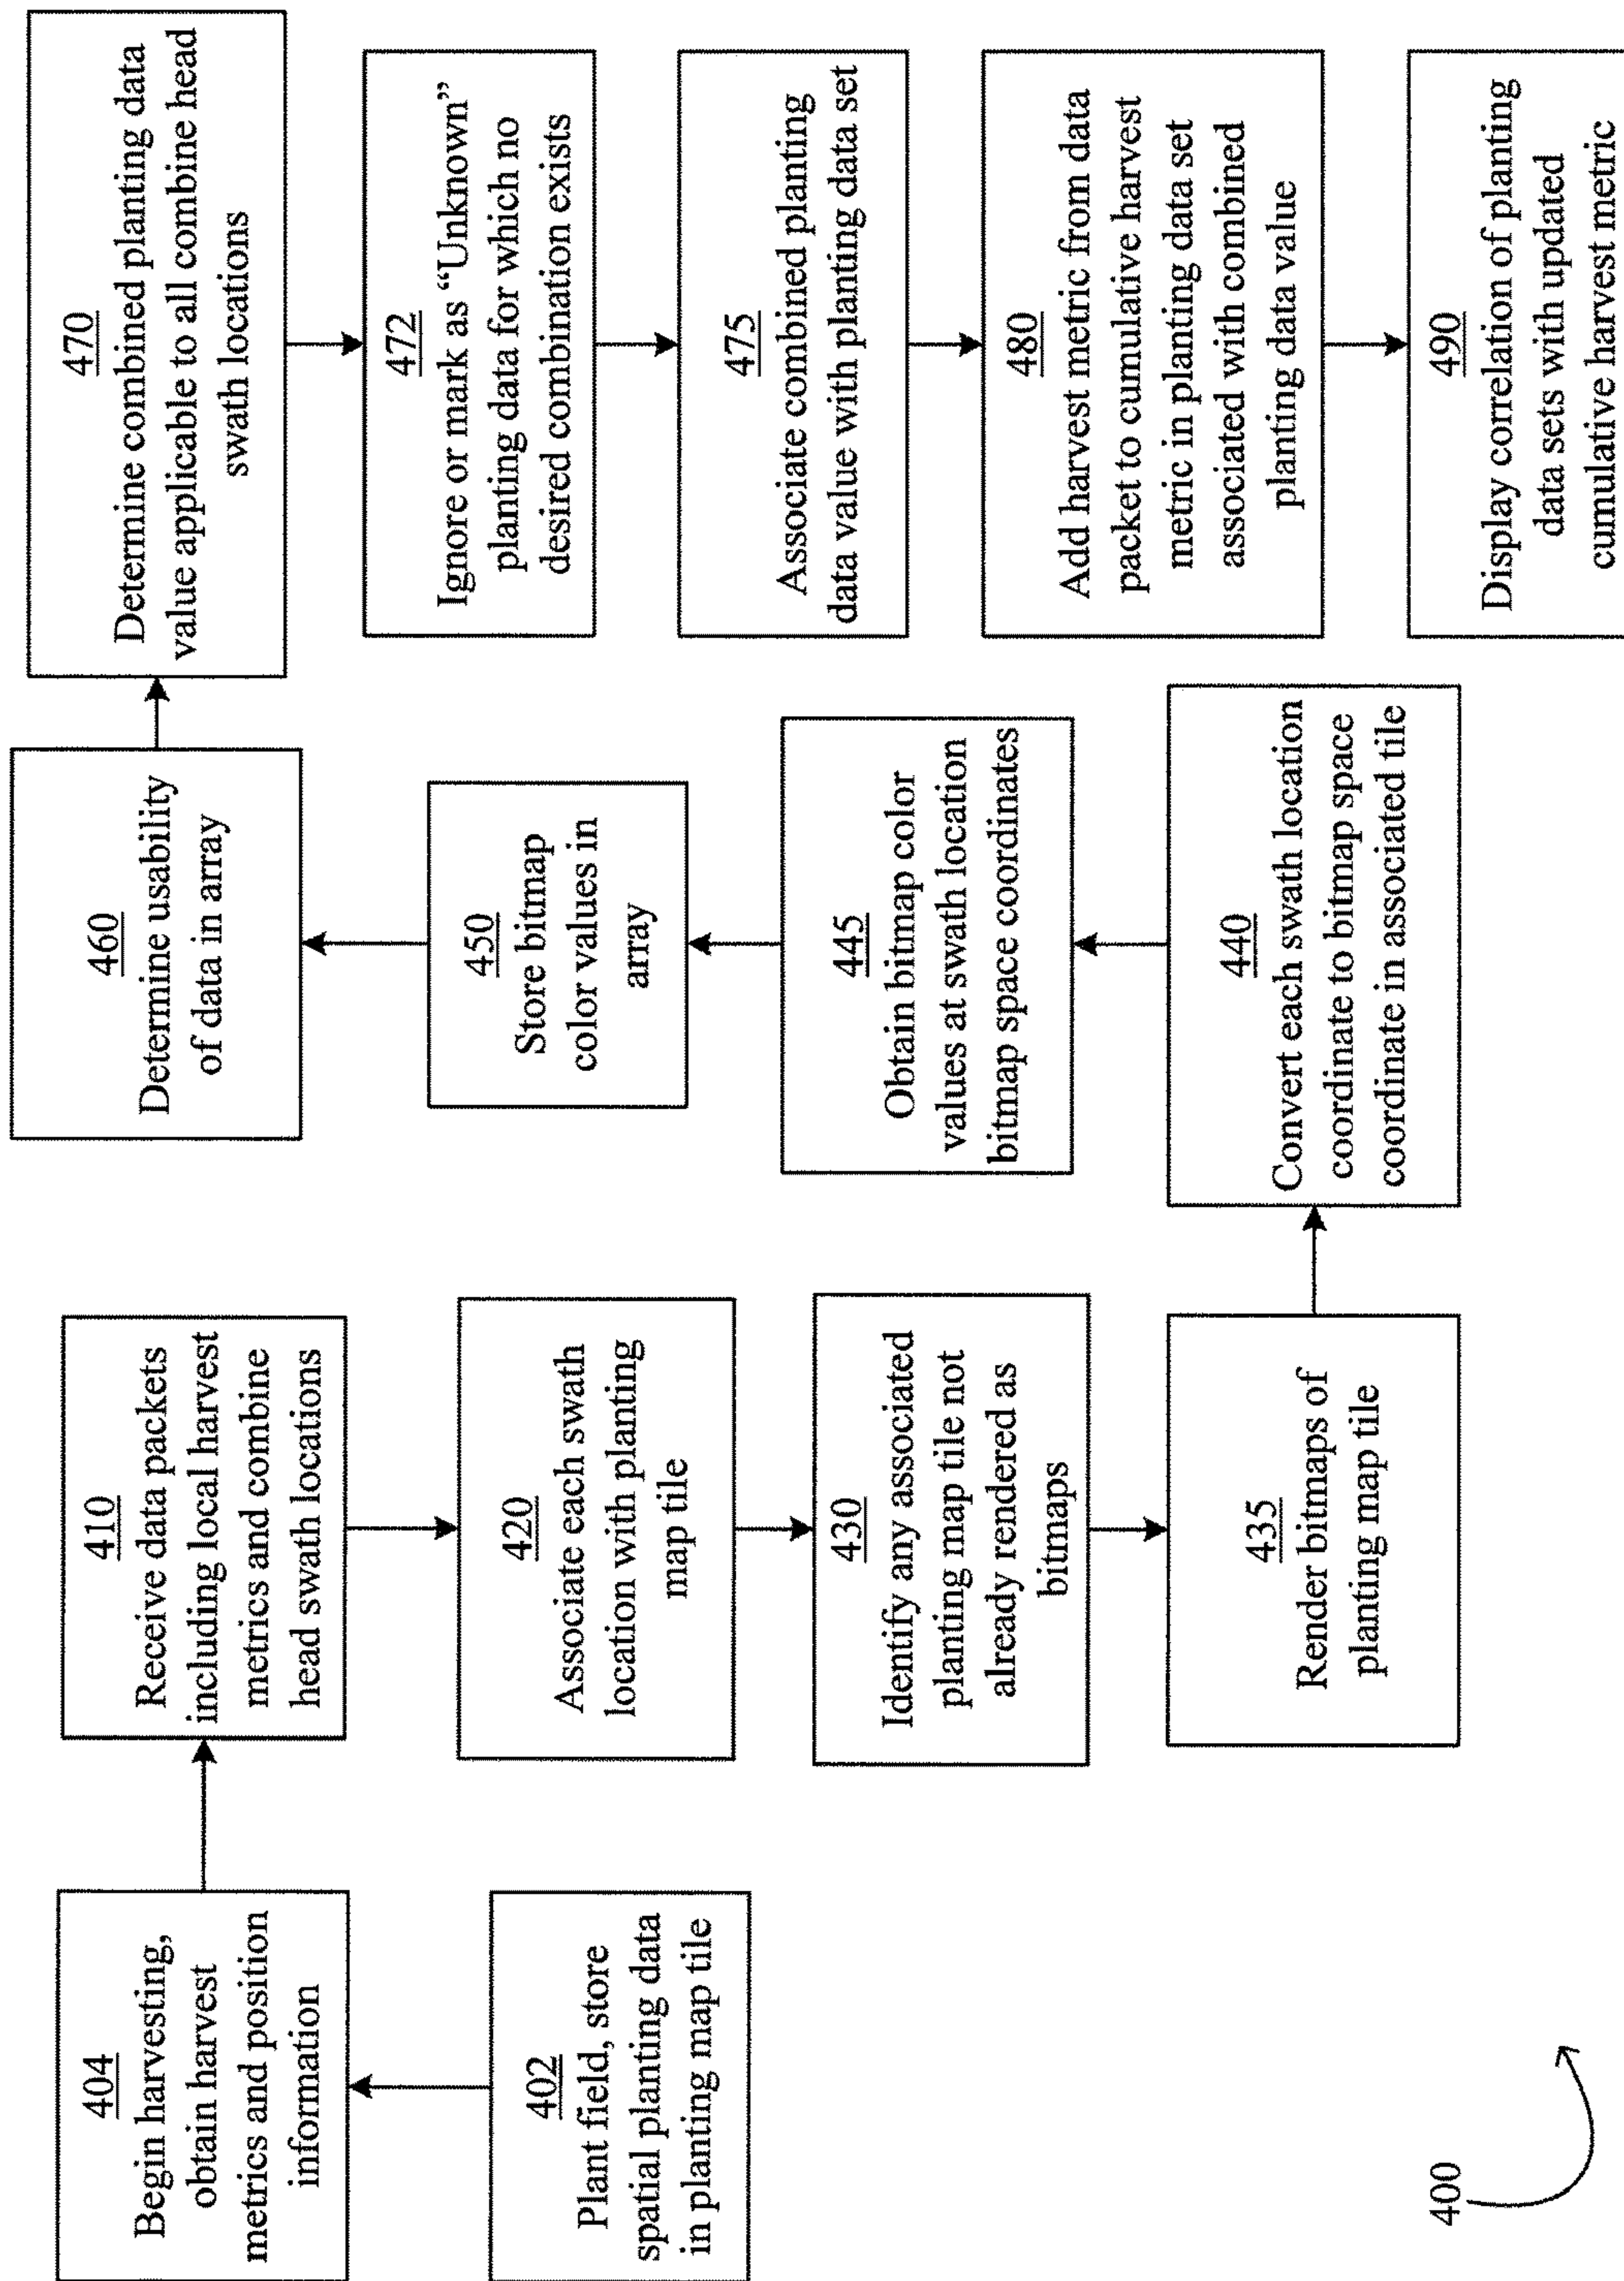 402
Plant field, store
spatial planting data
in planting map tile
404
Begin harvesting,
obtain harvest
metrics and position
information
410
Receive data packets
including local harvest
metrics and combine
head swath locations
420
Associate each swath
location with planting
map tile
430
Identify any associated
planting map tile not
already rendered as
bitmaps
435
Render bitmaps of
planting map tile
440
Convert each swath location
coordinate to bitmap space
coordinate in associated tile
445
Obtain bitmap color
values at swath location
bitmap space coordinates
450
Store bitmap
color values in
array
460
Determine usability
of data in array
470
Determine combined planting data
value applicable to all combine head
swath locations
472
Ignore or mark as “Unknown”
planting data for which no
desired combination exists
475
Associate combined planting
data value with planting data set
480
Add harvest metric from data
packet to cumulative harvest
metric in planting data set
associated with combined
planting data value
490
Display correlation of planting
data sets with updated
cumulative harvest metric
400